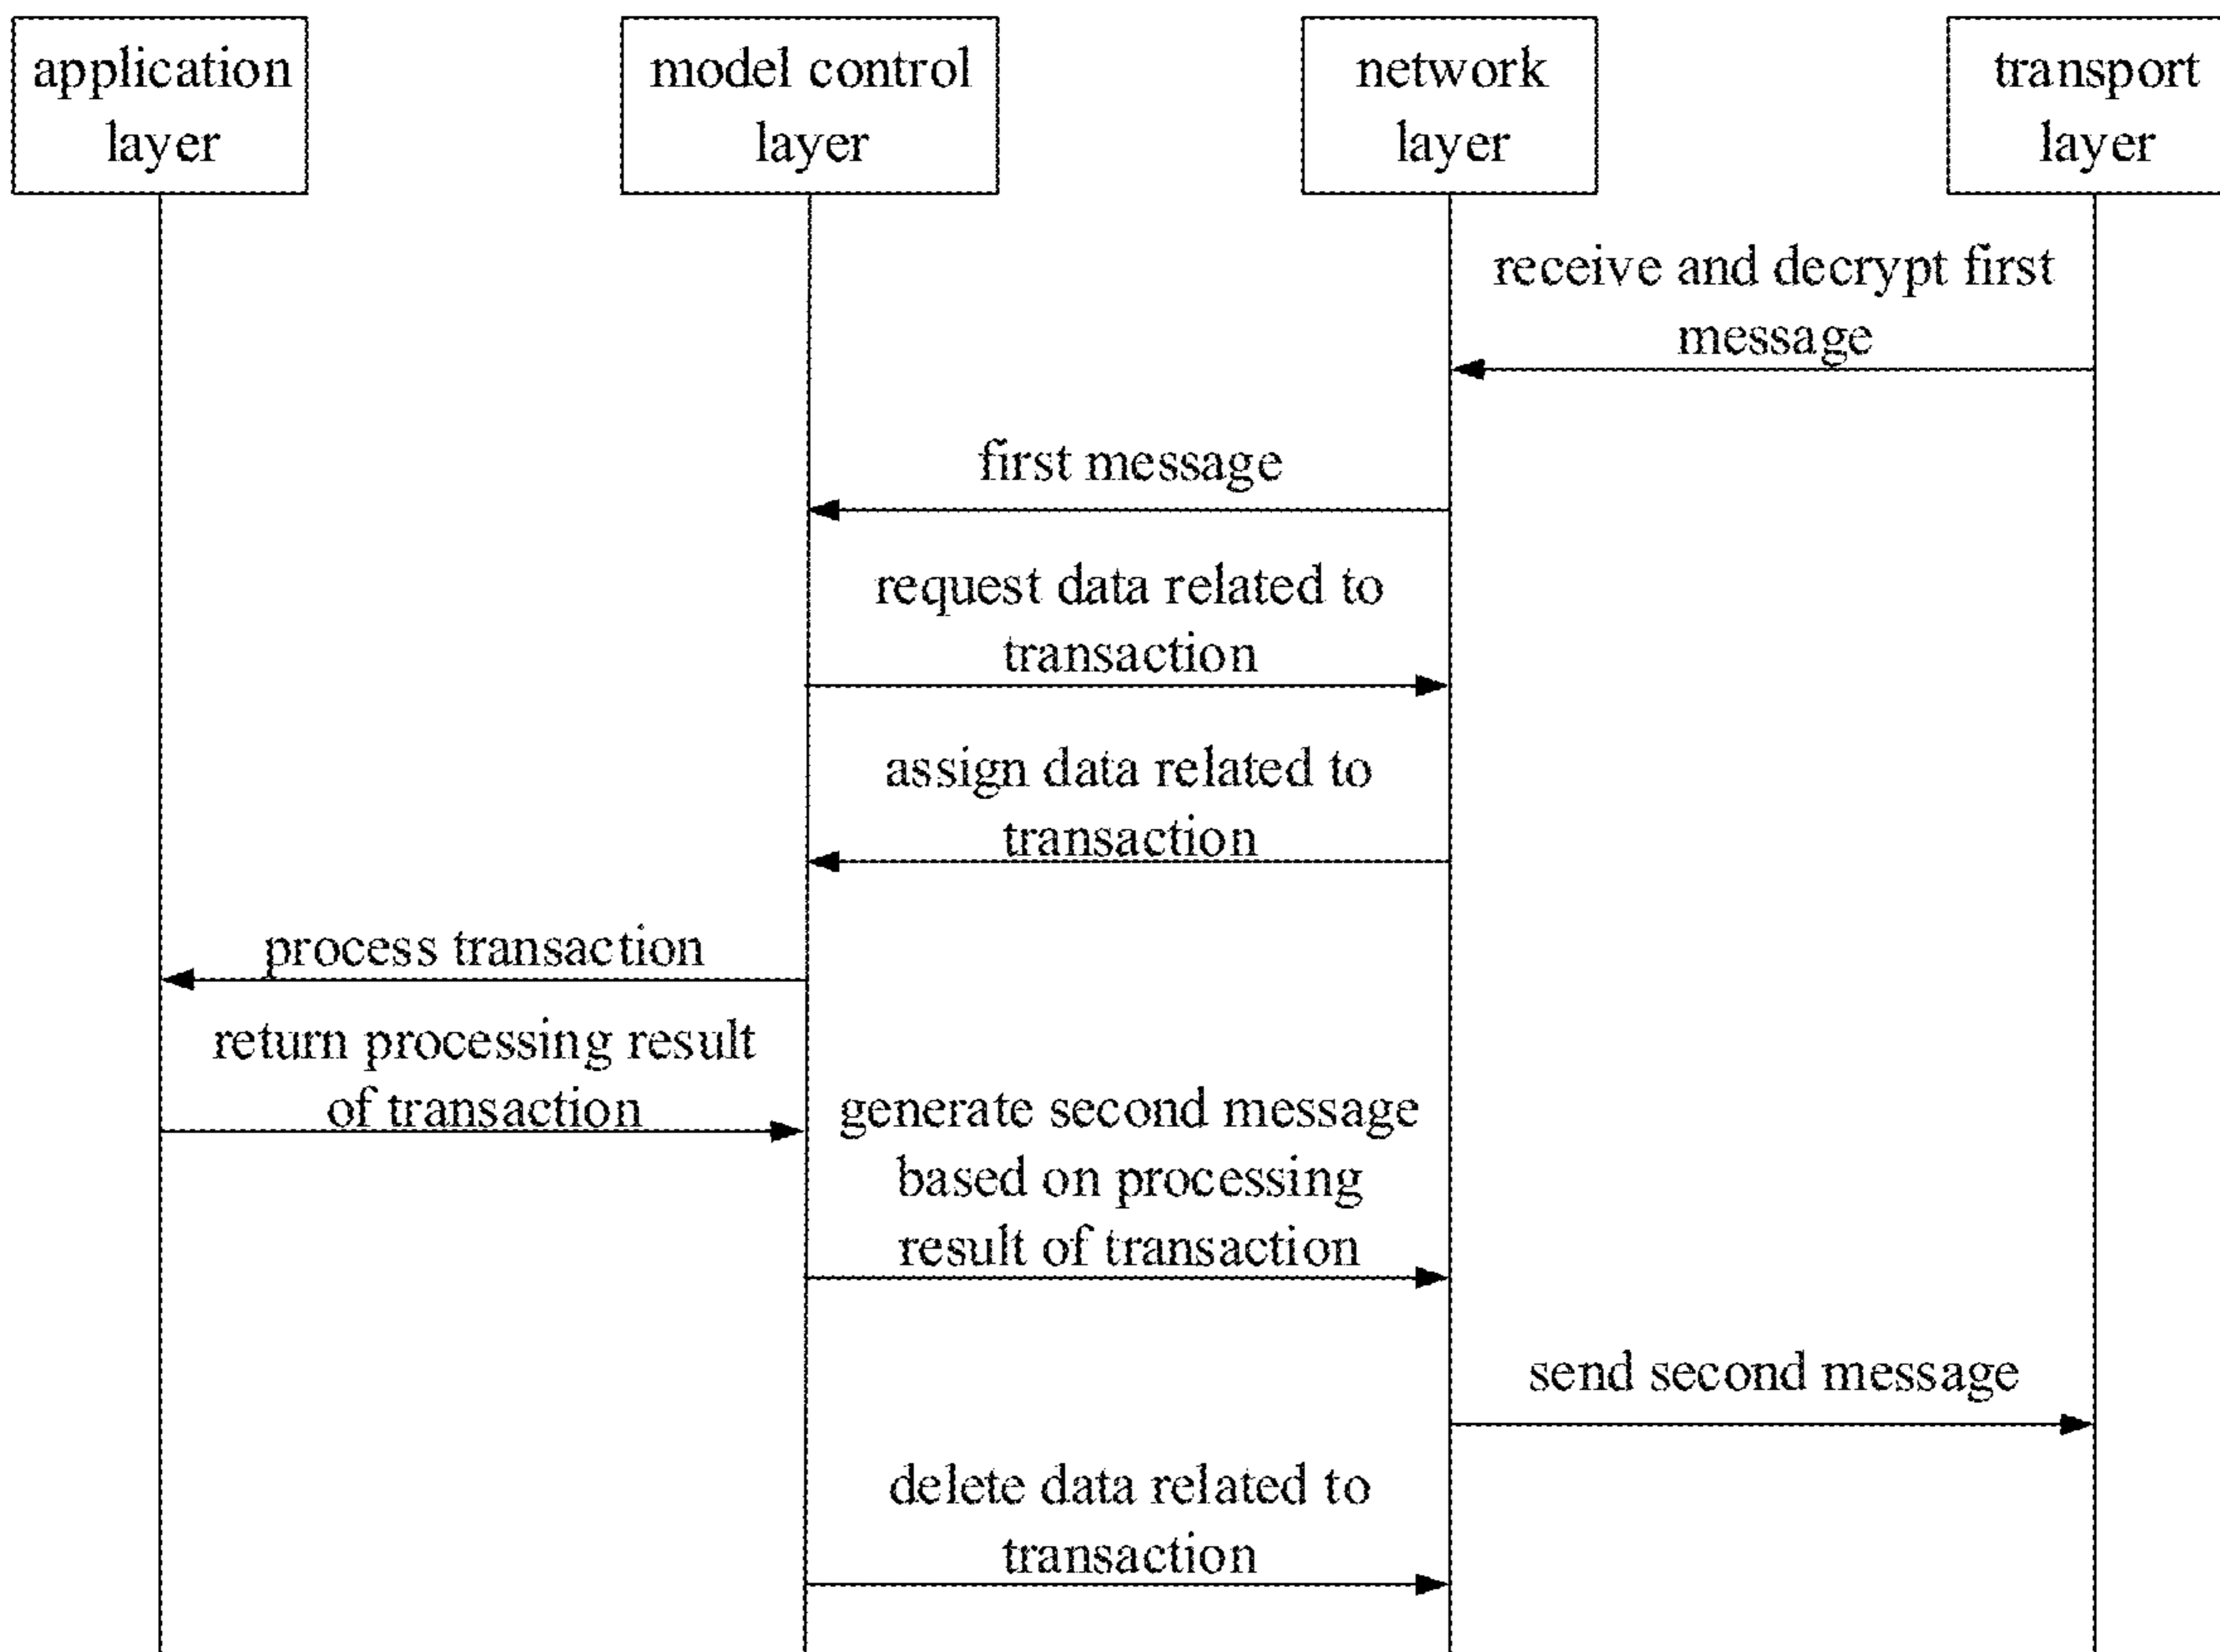 application
layer
model control
layer
network
layer
transport
layer
receive and decrypt first
message
first message
request data related to
transaction
assign data related to
transaction
process transaction
return processing result
of transaction
generate second message
based on processing
result of transaction
send second message
delete data related to
transaction